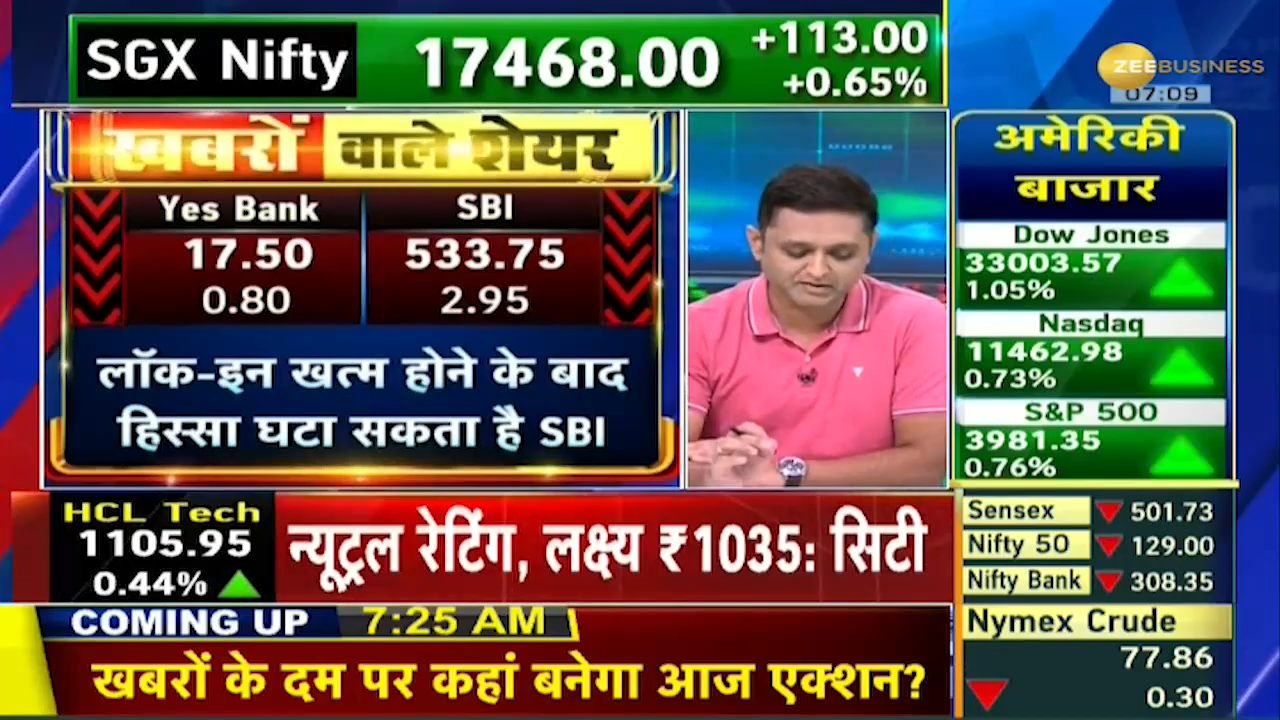 SGX Nifty
17468.00
+113.00
+0.65%
ZEEBUSINESS
07:09
खबरों वाले शेयर
Yes Bank
17.50
0.80
SBI
533.75
2.95
लॉक-इन खत्म होने के बाद
हिस्सा घटा सकता है SBI
अमेरिकी
बाजार
Dow Jones
33003.57
1.05%
Nasdaq
11462.98
0.73%
S&P 500
3981.35
0.76%
HCL Tech
1105.95
0.44%
न्यूट्रल रेटिंग, लक्ष्य ₹1035: सिटी
Sensex 501.73
Nifty 50 129.00
Nifty Bank 308.35
Nymex Crude
77.86
0.30
COMING UP 7:25 AM
खबरों के दम पर कहां बनेगा आज एक्शन?